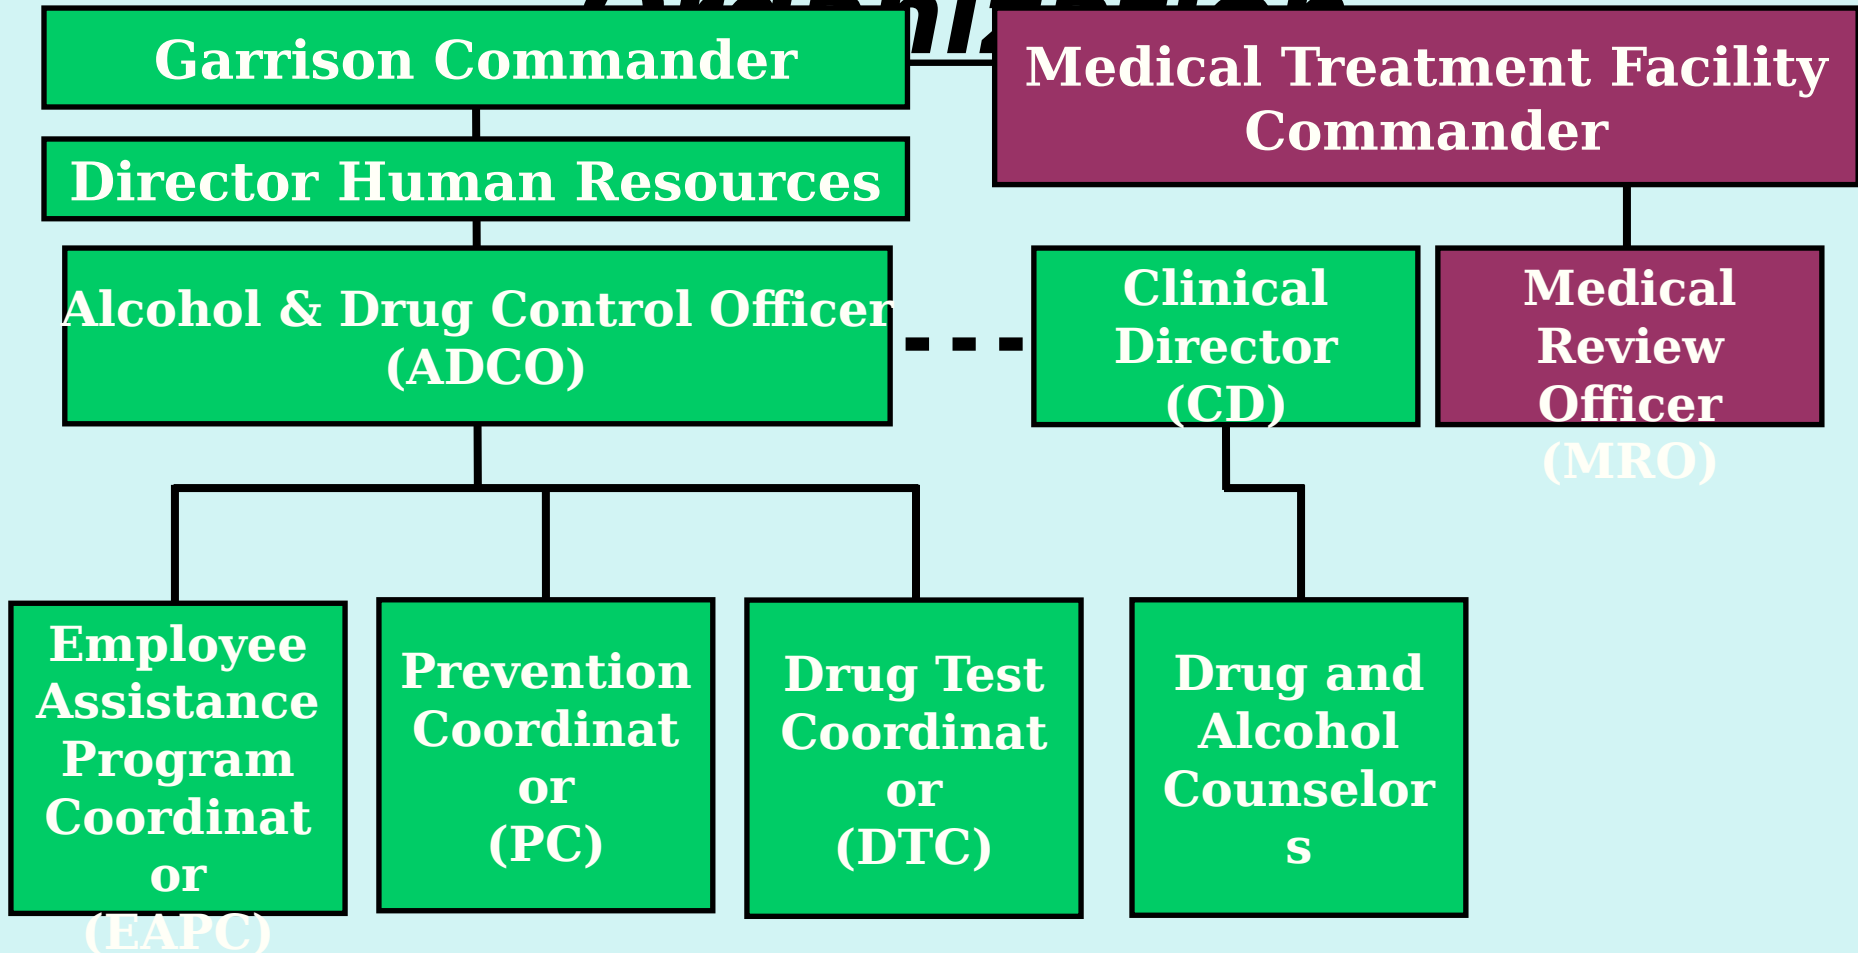 Garrison Commander
Medical Treatment Facility
Commander
Director Human Resources
Alcohol & Drug Control Officer
(ADCO)
Clinical
Director
(CD)
Medical
Review
Officer
(MRO)
Employee
Assistance
Program
Coordinat
or
(EAPC)
Prevention
Coordinat
or
(PC)
Drug Test
Coordinat
or
(DTC)
Drug and
Alcohol
Counselor
s